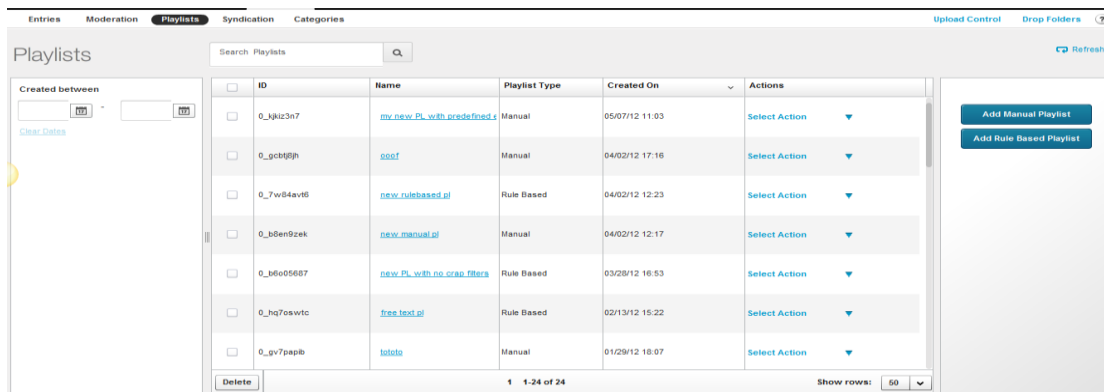 Entries Moderation Playlists Syndication Categories Upload Control Drop Folders ?
Playlists Search Playlists Refresh
Created between
-
Clear Dates
ID Name Playlist Type Created On Actions
0_kjkiz3n7 my new PL with predefined e Manual 05/07/12 11:03 Select Action
0_gcbtj8jh ooof Manual 04/02/12 17:16 Select Action
0_7w84avt6 new rulebased pl Rule Based 04/02/12 12:23 Select Action
0_b8en9zek new manual pl Manual 04/02/12 12:17 Select Action
0_b6o05687 new PL with no crap filters Rule Based 03/28/12 16:53 Select Action
0_hq7oswtc free text pl Rule Based 02/13/12 15:22 Select Action
0_gv7papib tototo Manual 01/29/12 18:07 Select Action
Add Manual Playlist
Add Rule Based Playlist
Delete 1 1-24 of 24 Show rows: 50